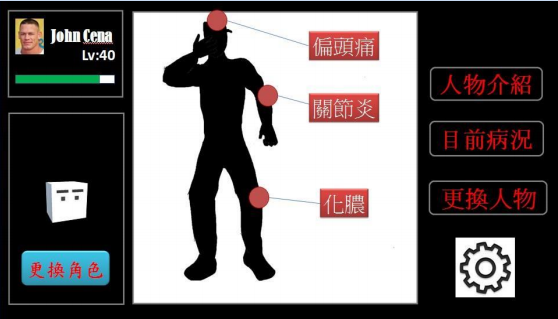 John Cena
Lv:40
偏頭痛
關節炎
化膿
人物介紹
目前病況
更換人物
更換角色